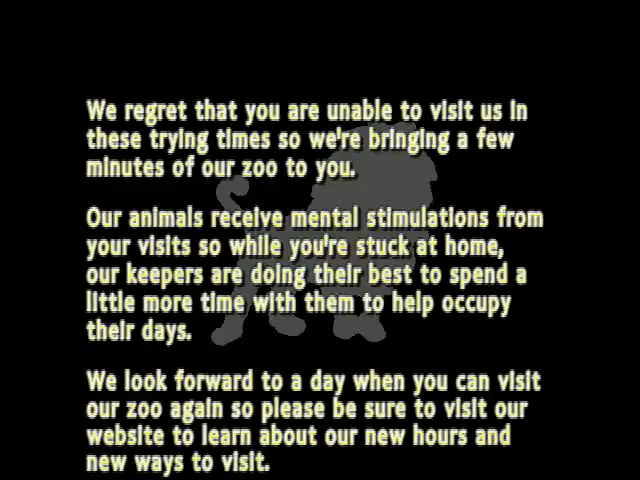 We regret that you are unable to visit us in
these trying times so we're bringing a few
minutes of our zoo to you.
Our animals receive mental stimulations from
your visits so while you're stuck at home,
our keepers are doing their best to spend a
little more time with them to help occupy
their days.
We look forward to a day when you can visit
our zoo again so please be sure to visit our
website to learn about our new hours and
new ways to visit.